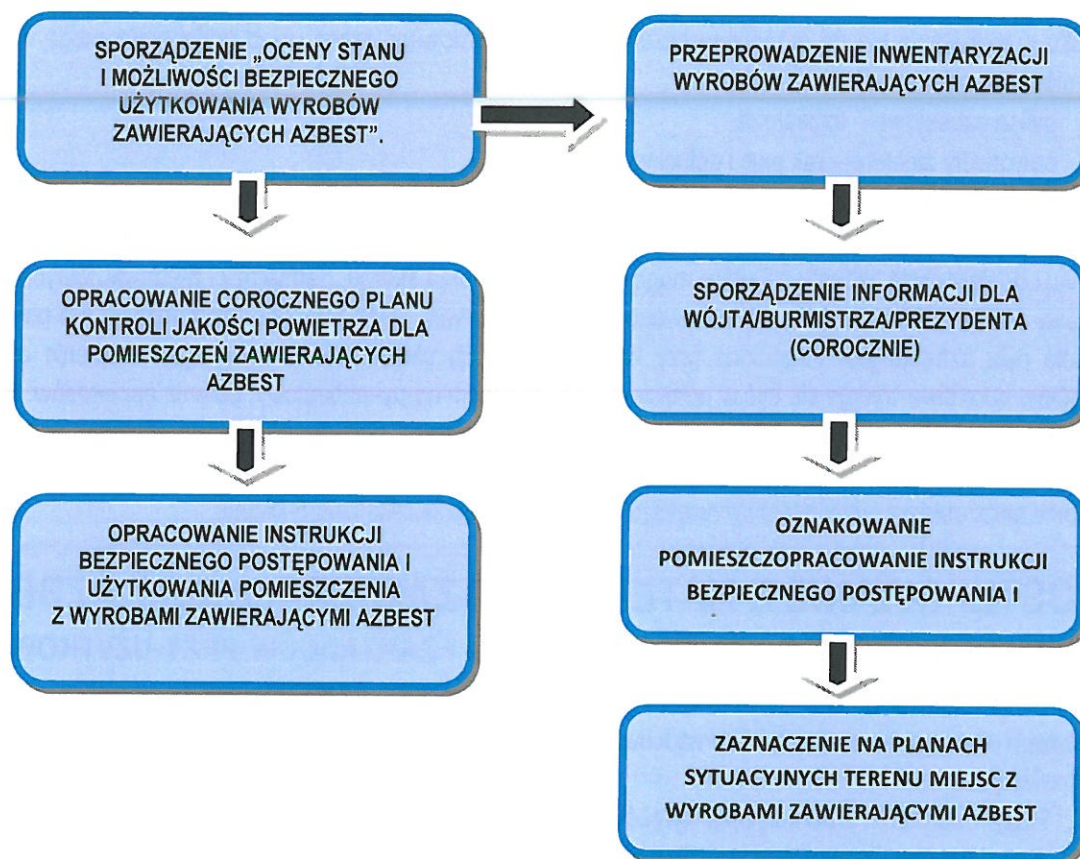 SPORZĄDZENIE „OCENY STANU
I MOŻLIWOŚCI BEZPIECZNEGO
UŻYTKOWANIA WYROBÓW
ZAWIERAJĄCYCH AZBEST”.
PRZEPROWADZENIE INWENTARYZACJI
WYROBÓW ZAWIERAJĄCYCH AZBEST
OPRACOWANIE COROCZNEGO PLANU
KONTROLI JAKOŚCI POWIETRZA DLA
POMIESZCZEŃ ZAWIERAJĄCYCH
AZBEST
SPORZĄDZENIE INFORMACJI DLA
WÓJTA/BURMISTRZA/PREZYDENTA
(COROCZNIE)
OPRACOWANIE INSTRUKCJI
BEZPIECZNEGO POSTĘPOWANIA I
UŻYTKOWANIA POMIESZCZENIA
Z WYROBAMI ZAWIERAJĄCYMI AZBEST
OZNAKOWANIE
POMIESZCZOPRACOWANIE INSTRUKCJI
BEZPIECZNEGO POSTĘPOWANIA I
ZAZNACZENIE NA PLANACH
SYTUACYJNYCH TERENU MIEJSC Z
WYROBAMI ZAWIERAJĄCYMI AZBEST